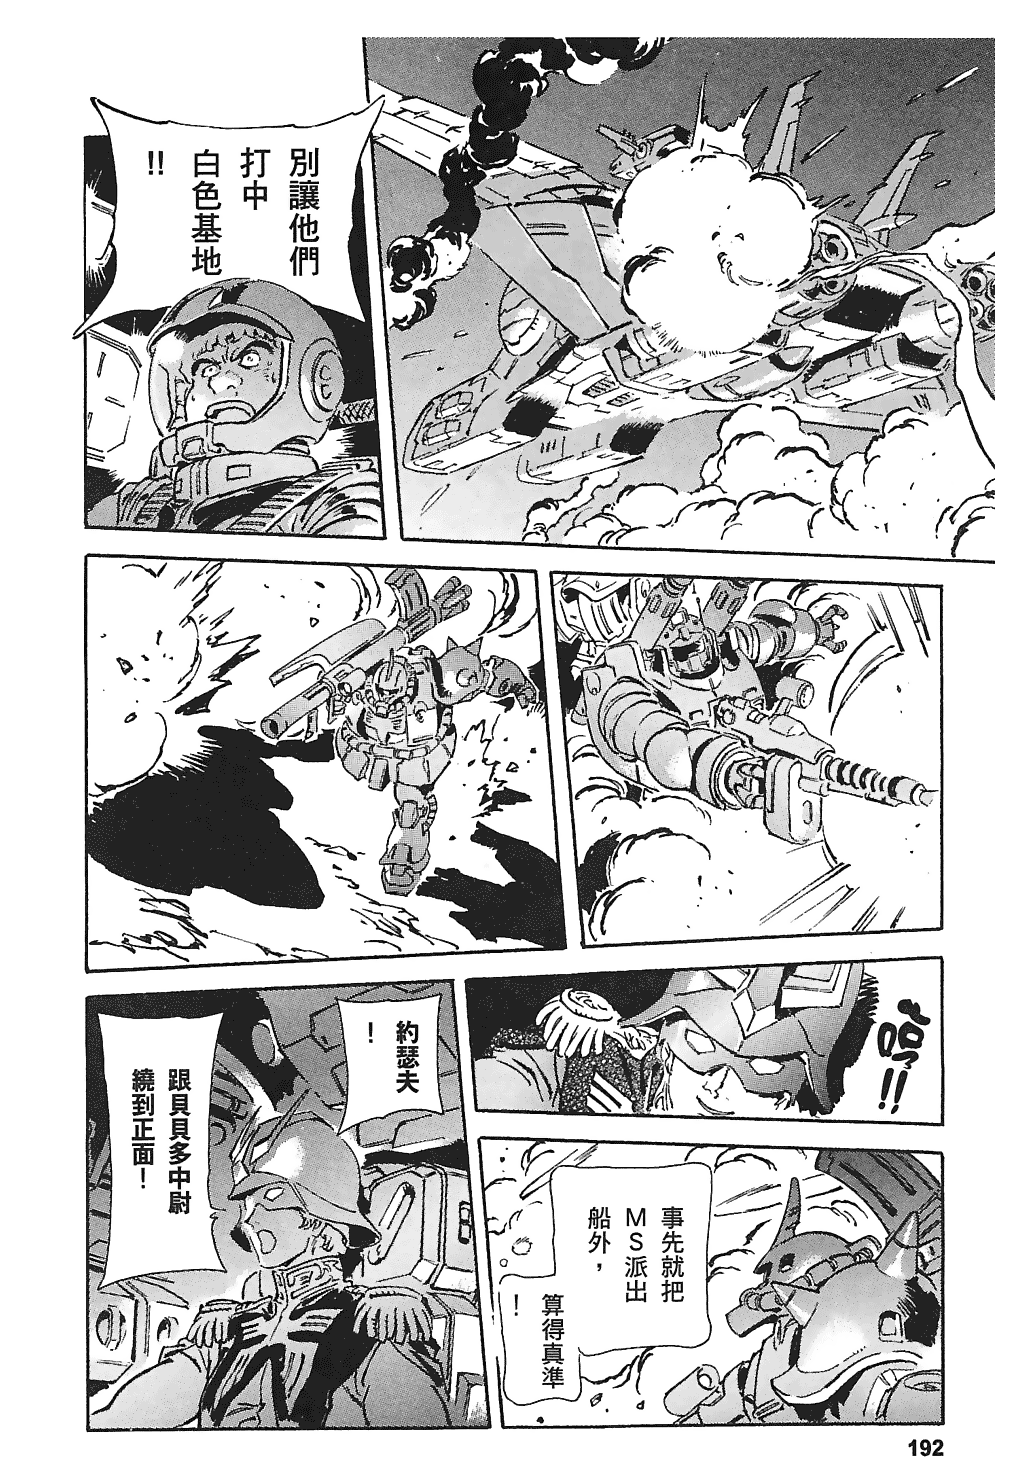 別讓他們
打中
白色基地
!!
呿!!
事先就把
MS派出
船外，
算得真準
！
約瑟夫
！
跟貝貝多中尉
繞到正面！
192